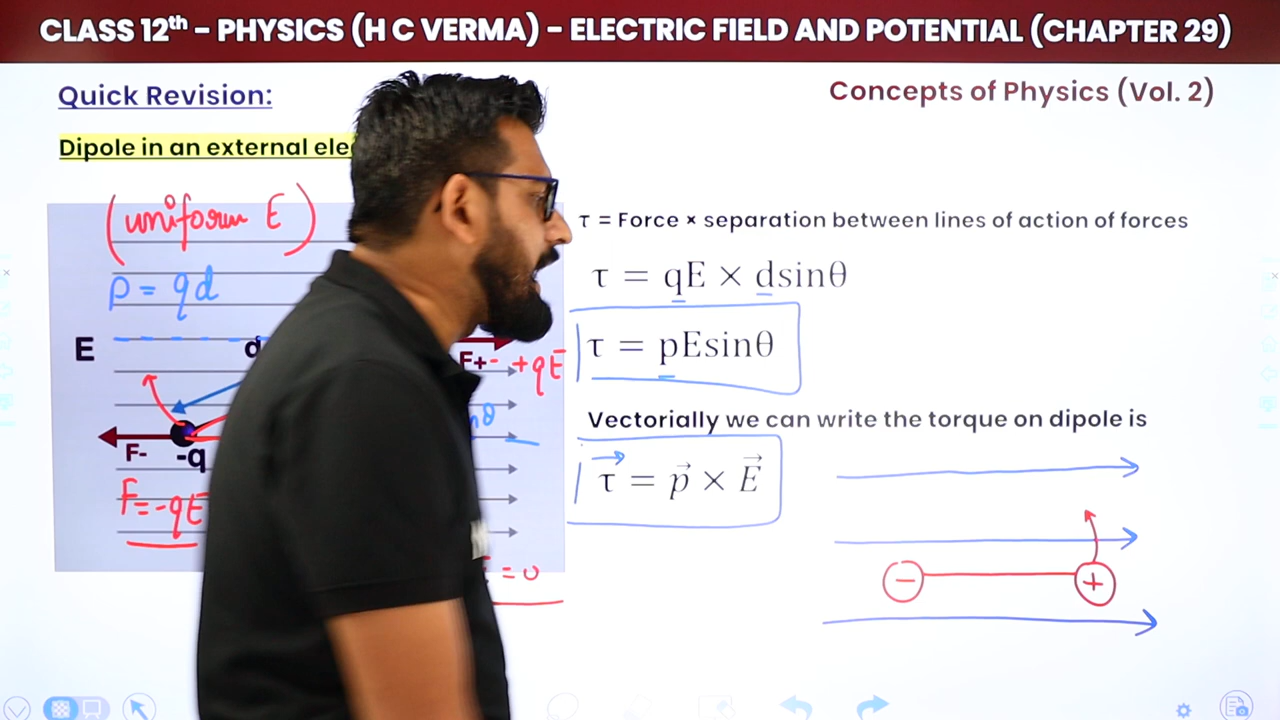 CLASS 12th – PHYSICS (H C VERMA) – ELECTRIC FIELD AND POTENTIAL (CHAPTER 29)
Quick Revision:
Concepts of Physics (Vol. 2)
Dipole in an external
(uniform E)
p = qd
E
d
F-
-q
F = -qE
F+
+qE
= 0
τ = Force × separation between lines of action of forces
τ = qE × dsinθ
τ = pEsinθ
Vectorially we can write the torque on dipole is
τ⃗ = p⃗ × E⃗
− +